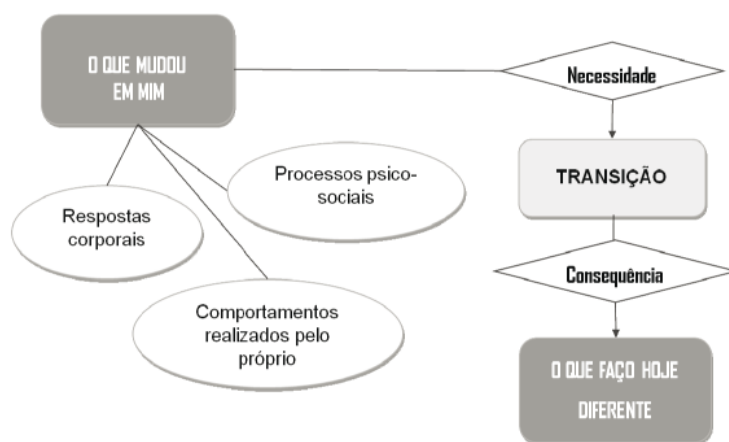 O QUE MUDOU
EM MIM
Necessidade
Processos psico-
sociais
TRANSIÇÃO
Respostas
corporais
Consequência
Comportamentos
realizados pelo
próprio
O QUE FAÇO HOJE
DIFERENTE